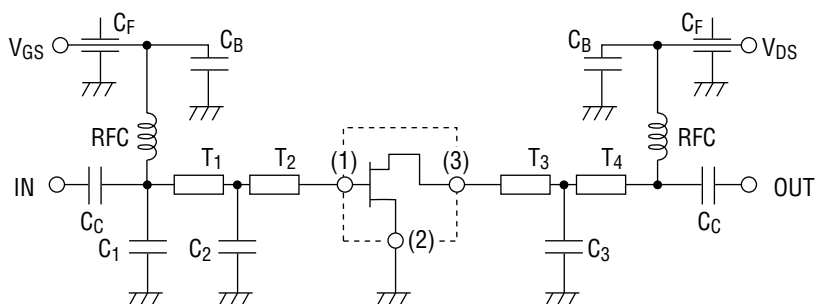 C_F
V_GS
C_B
RFC
IN
C_C
T_1
T_2
C_1
C_2
(1)
(2)
(3)
T_3
T_4
C_3
C_B
C_F
V_DS
RFC
C_C
OUT